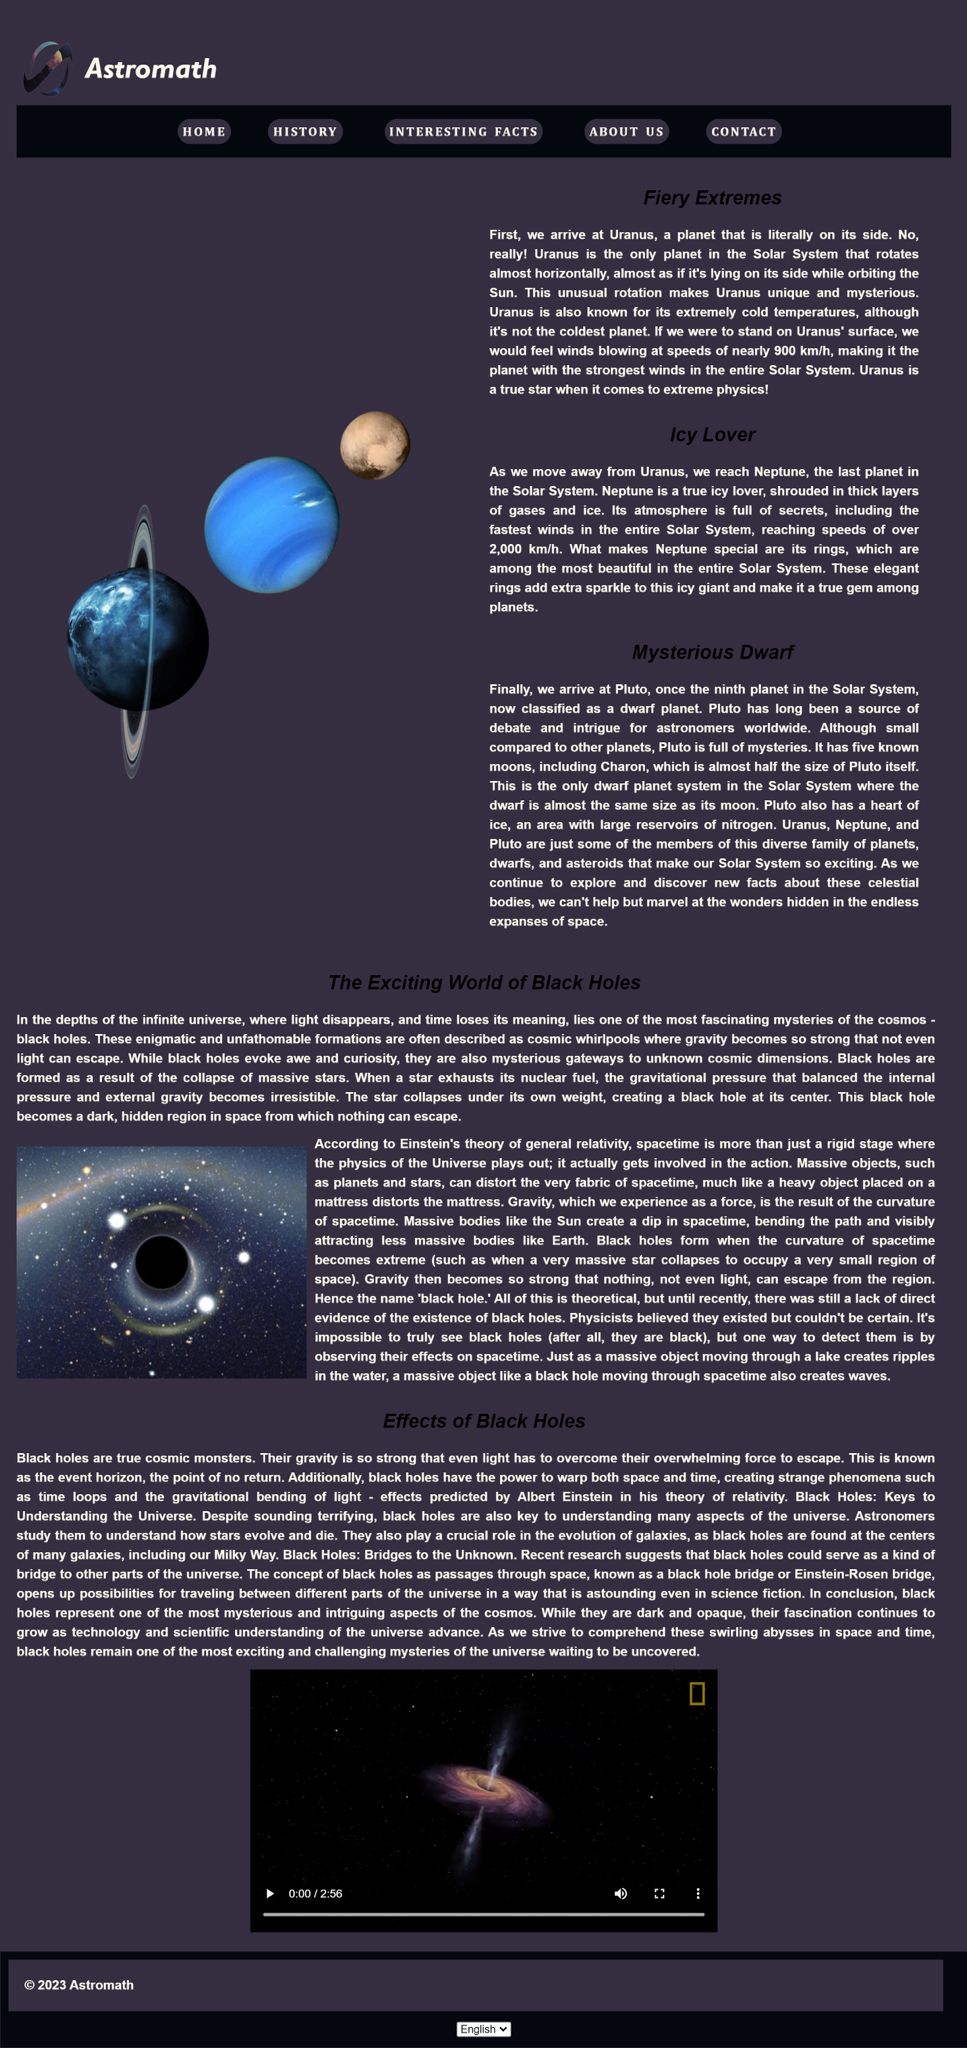 Astromath
HOME
HISTORY
INTERESTING FACTS
ABOUT US
CONTACT
Fiery Extremes
First, we arrive at Uranus, a planet that is literally on its side. No,
really! Uranus is the only planet in the Solar System that rotates
almost horizontally, almost as if it's lying on its side while orbiting the
Sun. This unusual rotation makes Uranus unique and mysterious.
Uranus is also known for its extremely cold temperatures, although
it's not the coldest planet. If we were to stand on Uranus' surface, we
would feel winds blowing at speeds of nearly 900 km/h, making it the
planet with the strongest winds in the entire Solar System. Uranus is
a true star when it comes to extreme physics!
Icy Lover
As we move away from Uranus, we reach Neptune, the last planet in
the Solar System. Neptune is a true icy lover, shrouded in thick layers
of gases and ice. Its atmosphere is full of secrets, including the
fastest winds in the entire Solar System, reaching speeds of over
2,000 km/h. What makes Neptune special are its rings, which are
among the most beautiful in the entire Solar System. These elegant
rings add extra sparkle to this icy giant and make it a true gem among
planets.
Mysterious Dwarf
Finally, we arrive at Pluto, once the ninth planet in the Solar System,
now classified as a dwarf planet. Pluto has long been a source of
debate and intrigue for astronomers worldwide. Although small
compared to other planets, Pluto is full of mysteries. It has five known
moons, including Charon, which is almost half the size of Pluto itself.
This is the only dwarf planet system in the Solar System where the
dwarf is almost the same size as its moon. Pluto also has a heart of
ice, an area with large reservoirs of nitrogen. Uranus, Neptune, and
Pluto are just some of the members of this diverse family of planets,
dwarfs, and asteroids that make our Solar System so exciting. As we
continue to explore and discover new facts about these celestial
bodies, we can't help but marvel at the wonders hidden in the endless
expanses of space.
The Exciting World of Black Holes
In the depths of the infinite universe, where light disappears, and time loses its meaning, lies one of the most fascinating mysteries of the cosmos -
black holes. These enigmatic and unfathomable formations are often described as cosmic whirlpools where gravity becomes so strong that not even
light can escape. While black holes evoke awe and curiosity, they are also mysterious gateways to unknown cosmic dimensions. Black holes are
formed as a result of the collapse of massive stars. When a star exhausts its nuclear fuel, the gravitational pressure that balanced the internal
pressure and external gravity becomes irresistible. The star collapses under its own weight, creating a black hole at its center. This black hole
becomes a dark, hidden region in space from which nothing can escape.
According to Einstein's theory of general relativity, spacetime is more than just a rigid stage where
the physics of the Universe plays out; it actually gets involved in the action. Massive objects, such
as planets and stars, can distort the very fabric of spacetime, much like a heavy object placed on a
mattress distorts the mattress. Gravity, which we experience as a force, is the result of the curvature
of spacetime. Massive bodies like the Sun create a dip in spacetime, bending the path and visibly
attracting less massive bodies like Earth. Black holes form when the curvature of spacetime
becomes extreme (such as when a very massive star collapses to occupy a very small region of
space). Gravity then becomes so strong that nothing, not even light, can escape from the region.
Hence the name 'black hole.' All of this is theoretical, but until recently, there was still a lack of direct
evidence of the existence of black holes. Physicists believed they existed but couldn't be certain. It's
impossible to truly see black holes (after all, they are black), but one way to detect them is by
observing their effects on spacetime. Just as a massive object moving through a lake creates ripples
in the water, a massive object like a black hole moving through spacetime also creates waves.
Effects of Black Holes
Black holes are true cosmic monsters. Their gravity is so strong that even light has to overcome their overwhelming force to escape. This is known
as the event horizon, the point of no return. Additionally, black holes have the power to warp both space and time, creating strange phenomena such
as time loops and the gravitational bending of light - effects predicted by Albert Einstein in his theory of relativity. Black Holes: Keys to
Understanding the Universe. Despite sounding terrifying, black holes are also key to understanding many aspects of the universe. Astronomers
study them to understand how stars evolve and die. They also play a crucial role in the evolution of galaxies, as black holes are found at the centers
of many galaxies, including our Milky Way. Black Holes: Bridges to the Unknown. Recent research suggests that black holes could serve as a kind of
bridge to other parts of the universe. The concept of black holes as passages through space, known as a black hole bridge or Einstein-Rosen bridge,
opens up possibilities for traveling between different parts of the universe in a way that is astounding even in science fiction. In conclusion, black
holes represent one of the most mysterious and intriguing aspects of the cosmos. While they are dark and opaque, their fascination continues to
grow as technology and scientific understanding of the universe advance. As we strive to comprehend these swirling abysses in space and time,
black holes remain one of the most exciting and challenging mysteries of the universe waiting to be uncovered.
0:00 / 2:56
© 2023 Astromath
English